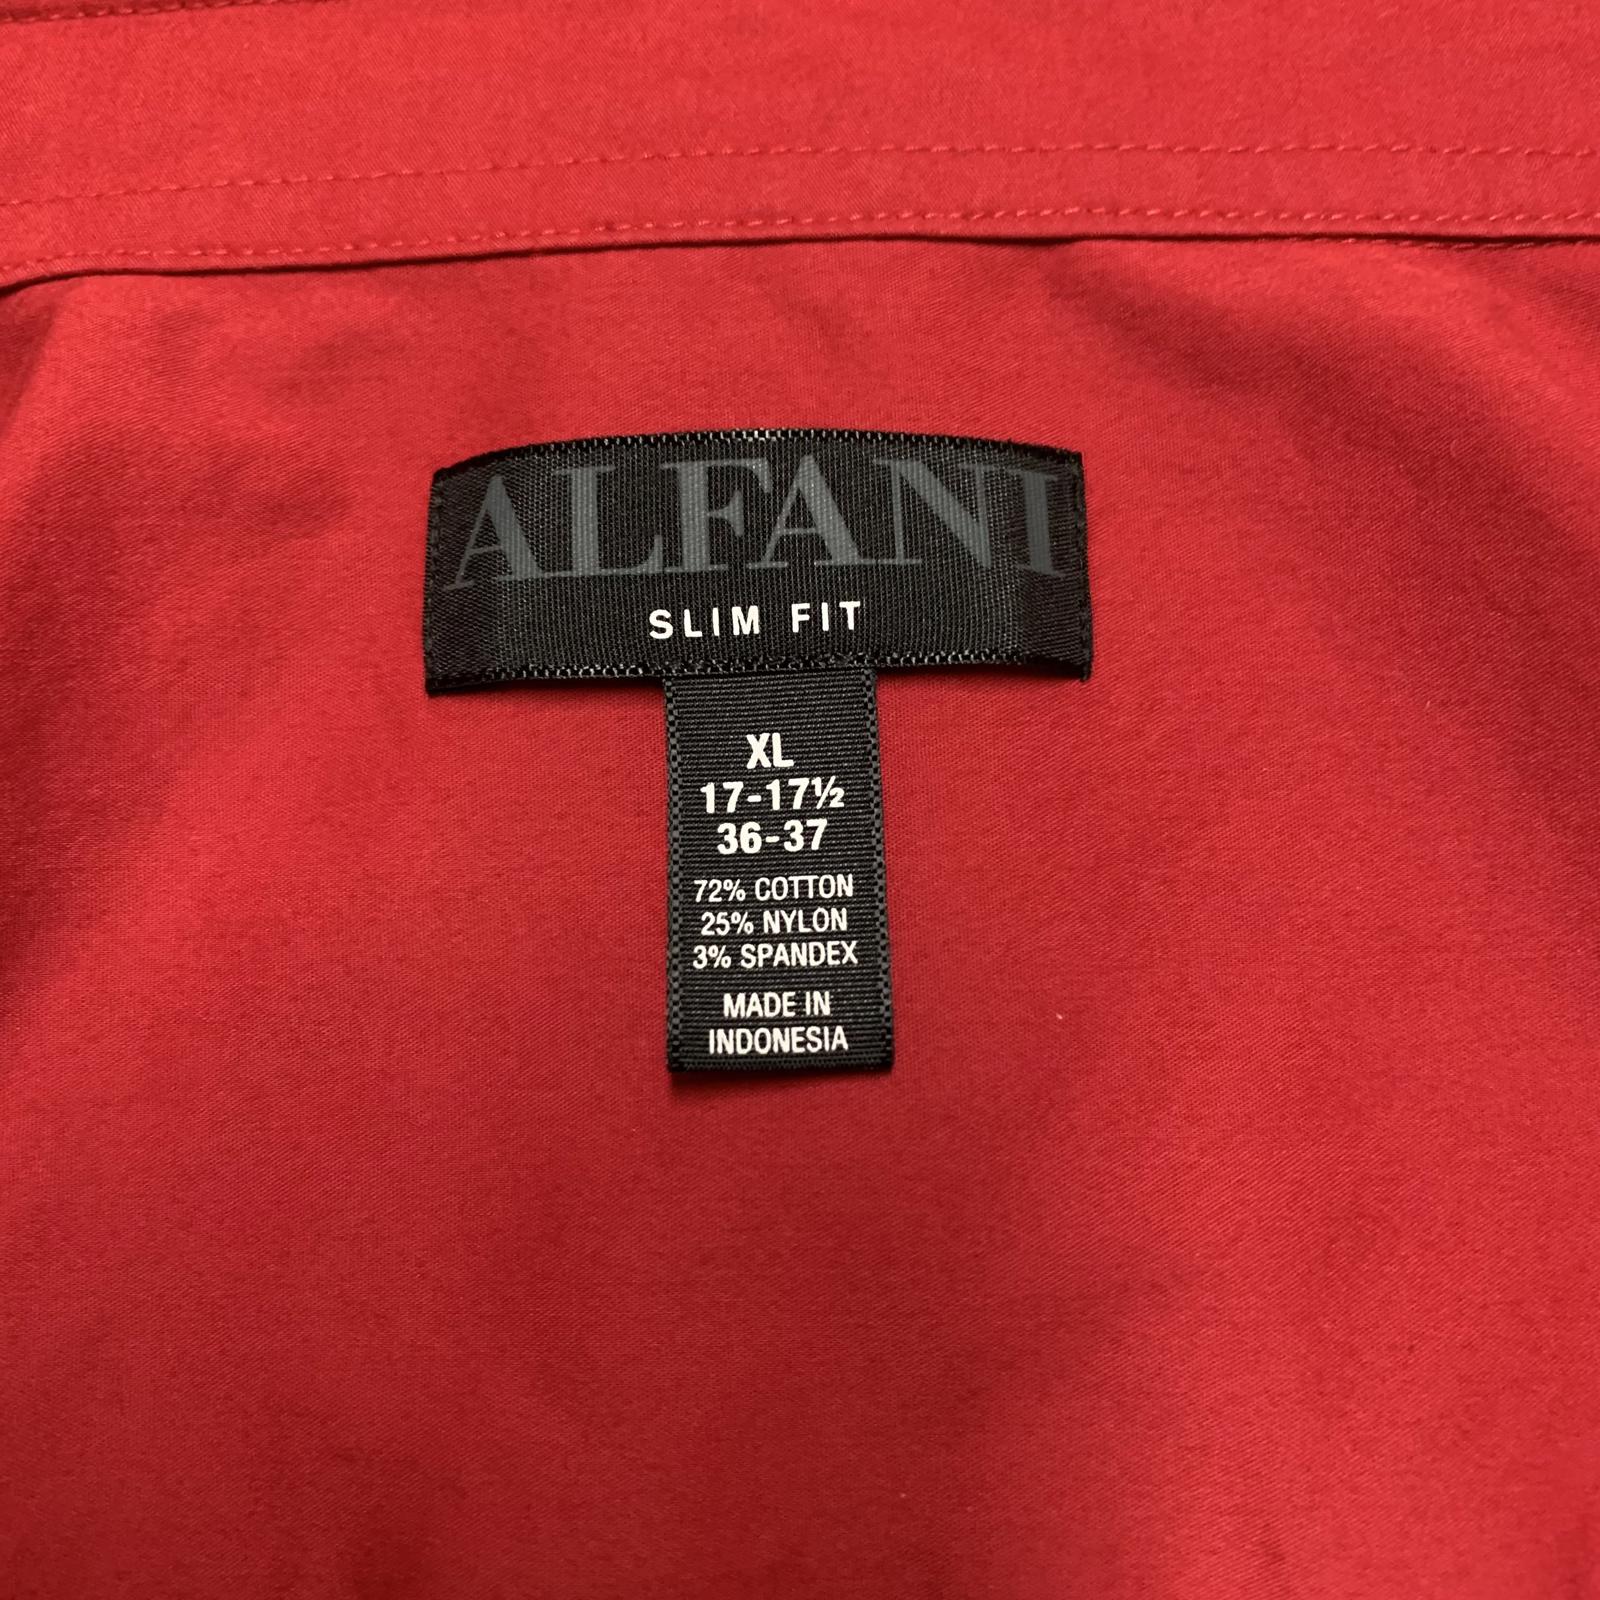 ALFANI
SLIM FIT
XL
17-17½
36-37
72% COTTON
25% NYLON
3% SPANDEX
MADE IN
INDONESIA